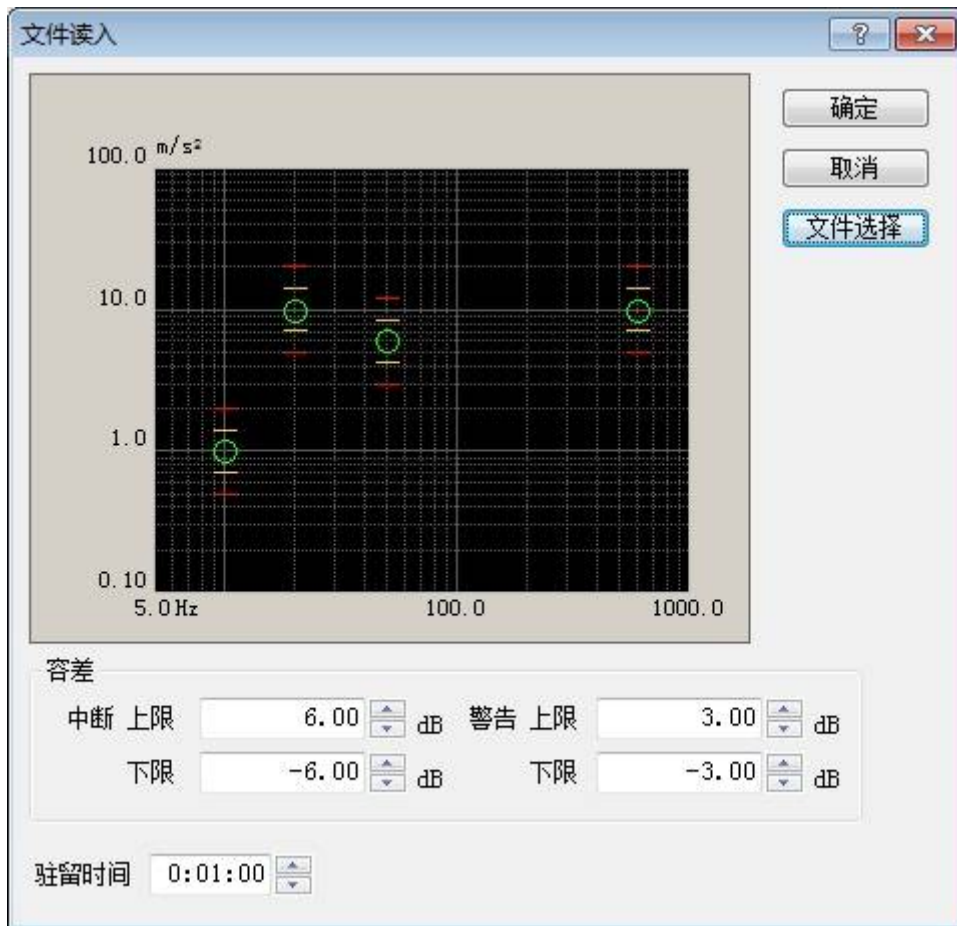 文件读入
确定
取消
文件选择
100.0 m/s²
10.0
1.0
0.10
5.0Hz 100.0 1000.0
容差
中断 上限 6.00 dB 警告 上限 3.00 dB
下限 -6.00 dB 下限 -3.00 dB
驻留时间 0:01:00